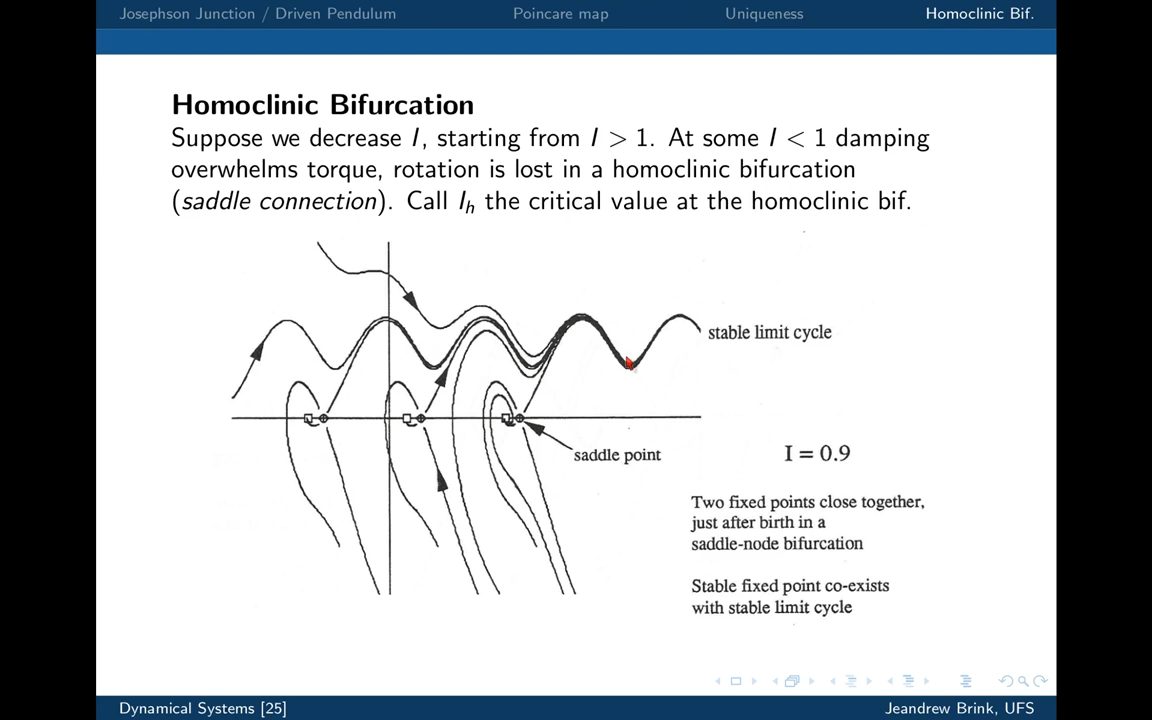 Josephson Junction / Driven Pendulum Poincare map Uniqueness Homoclinic Bif.
Homoclinic Bifurcation
Suppose we decrease I, starting from I > 1. At some I < 1 damping
overwhelms torque, rotation is lost in a homoclinic bifurcation
(saddle connection). Call Iₕ the critical value at the homoclinic bif.
stable limit cycle
saddle point
I = 0.9
Two fixed points close together,
just after birth in a
saddle-node bifurcation
Stable fixed point co-exists
with stable limit cycle
Dynamical Systems [25] Jeandrew Brink, UFS